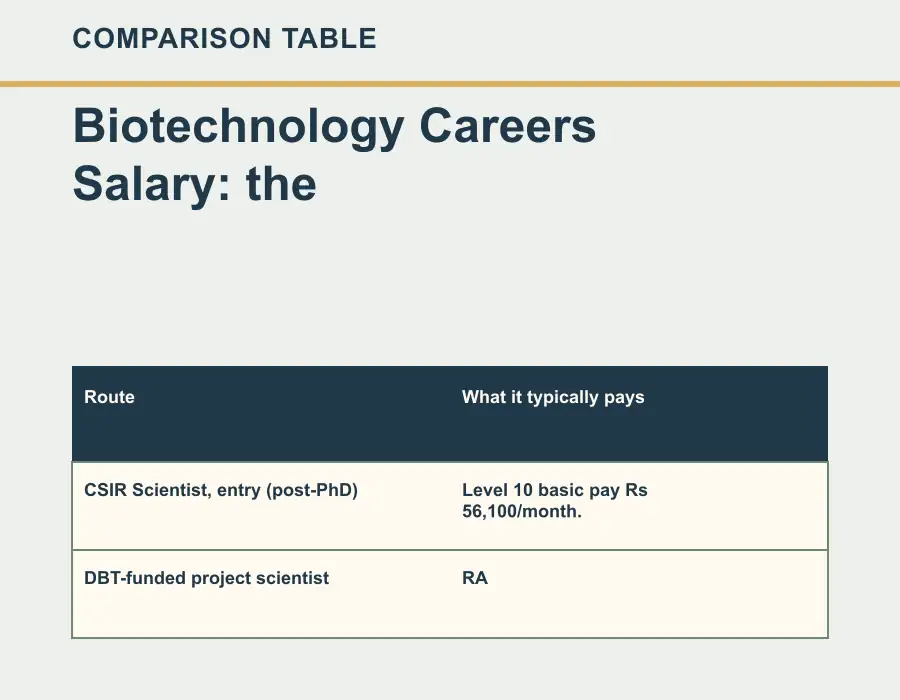 COMPARISON TABLE
Biotechnology Careers
Salary: the
Route
What it typically pays
CSIR Scientist, entry (post-PhD)
Level 10 basic pay Rs
56,100/month.
DBT-funded project scientist
RA